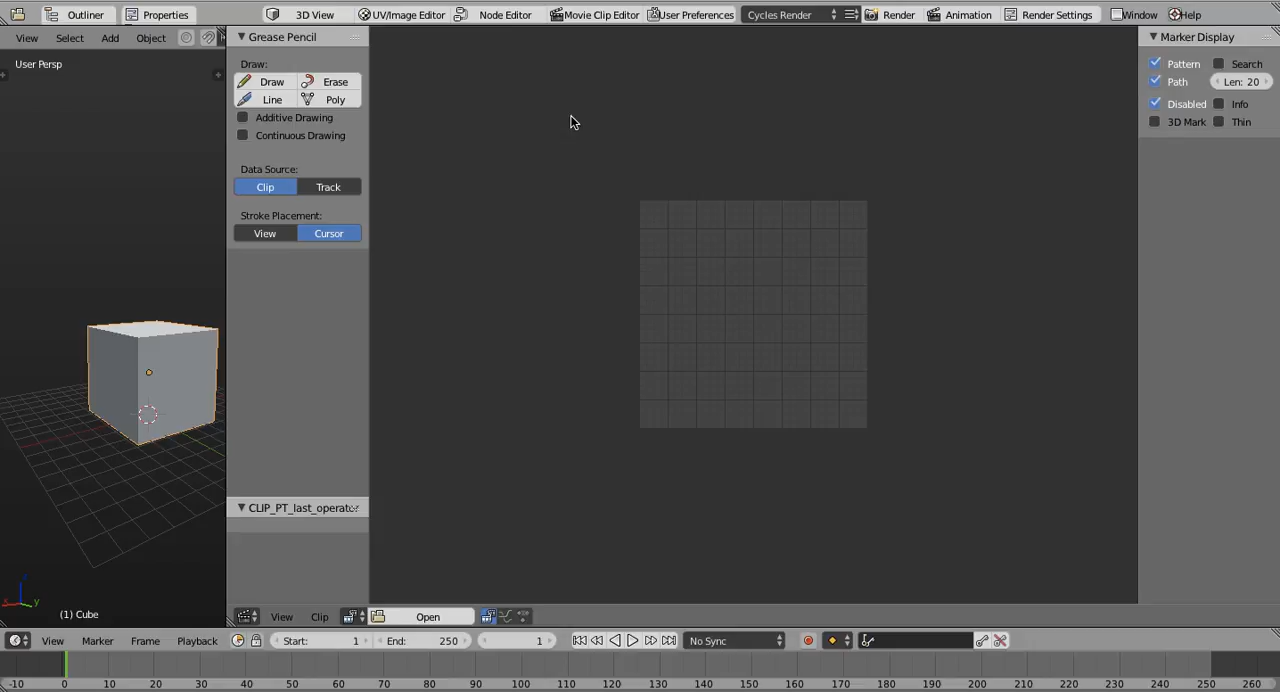 Outliner Properties 3D View UV/Image Editor Node Editor Movie Clip Editor User Preferences Cycles Render Render Animation Render Settings Window Help
View Select Add Object
User Persp
(1) Cube
Grease Pencil
Draw:
Draw Erase
Line Poly
Additive Drawing
Continuous Drawing
Data Source:
Clip Track
Stroke Placement:
View Cursor
CLIP_PT_last_operato
Marker Display
Pattern Search
Path Len: 20
Disabled Info
3D Mark Thin
View Clip Open
View Marker Frame Playback Start: 1 End: 250 1 No Sync
-10 0 10 20 30 40 50 60 70 80 90 100 110 120 130 140 150 160 170 180 190 200 210 220 230 240 250 260